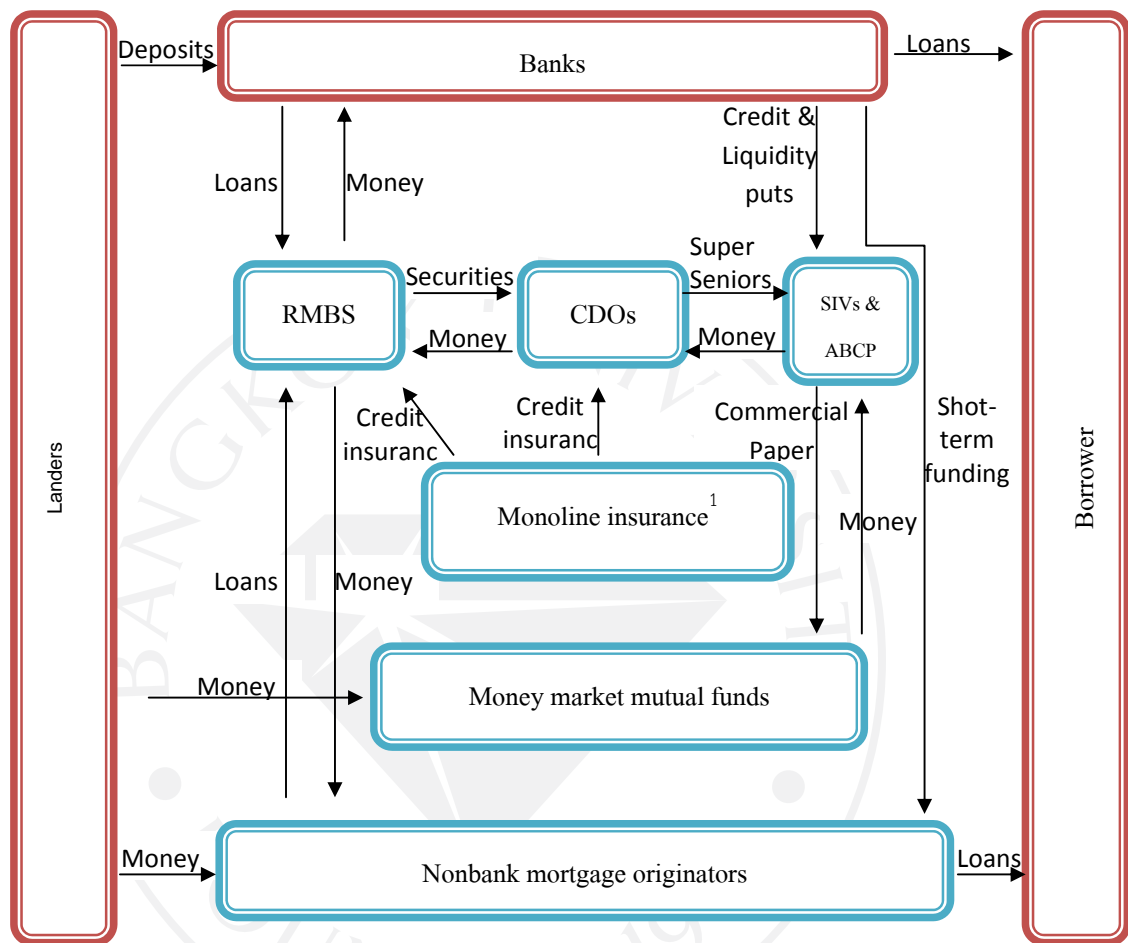 Deposits
Banks
Loans
Loans
Money
Credit &
Liquidity
puts
Super
Seniors
Securities
RMBS
CDOs
SIVs &
ABCP
Money
Money
Credit
insuranc
Credit
insuranc
Commercial
Paper
Shot-
term
funding
Landers
Borrower
Monoline insurance1
Money
Loans
Money
Money
Money market mutual funds
Money
Nonbank mortgage originators
Loans
BANGKOK